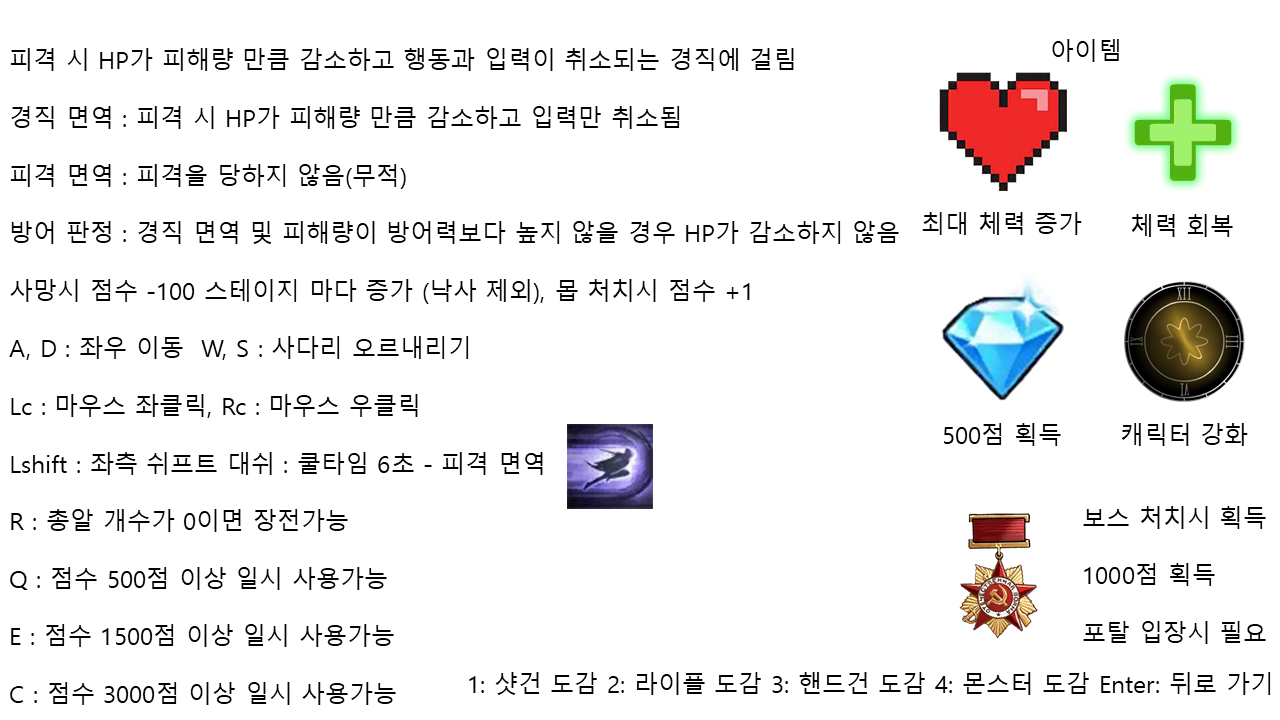 피격 시 HP가 피해량 만큼 감소하고 행동과 입력이 취소되는 경직에 걸림
경직 면역 : 피격 시 HP가 피해량 만큼 감소하고 입력만 취소됨
피격 면역 : 피격을 당하지 않음(무적)
방어 판정 : 경직 면역 및 피해량이 방어력보다 높지 않을 경우 HP가 감소하지 않음
사망시 점수 -100 스테이지 마다 증가 (낙사 제외), 몹 처치시 점수 +1
A, D : 좌우 이동  W, S : 사다리 오르내리기
Lc : 마우스 좌클릭, Rc : 마우스 우클릭
Lshift : 좌측 쉬프트 대쉬 : 쿨타임 6초 - 피격 면역
R : 총알 개수가 0이면 장전가능
Q : 점수 500점 이상 일시 사용가능
E : 점수 1500점 이상 일시 사용가능
C : 점수 3000점 이상 일시 사용가능
아이템
최대 체력 증가
체력 회복
XII
III
VI
IX
500점 획득
캐릭터 강화
보스 처치시 획득
1000점 획득
포탈 입장시 필요
1: 샷건 도감 2: 라이플 도감 3: 핸드건 도감 4: 몬스터 도감 Enter: 뒤로 가기